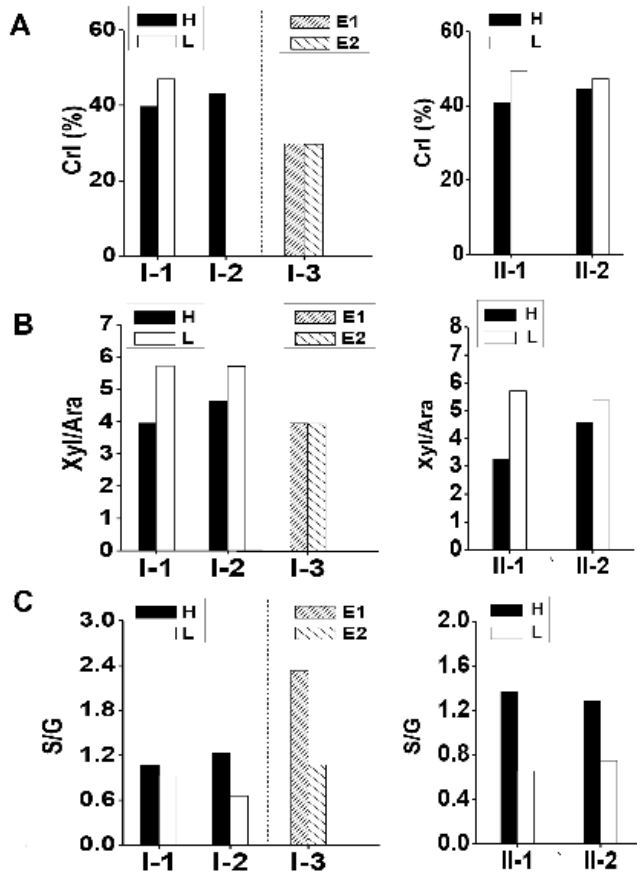 A
H
L
E1
E2
CrI (%)
60
40
20
0
I-1 I-2 I-3
H
L
CrI (%)
60
40
20
0
II-1 II-2
B
H
L
E1
E2
Xyl/Ara
7
6
5
4
3
2
1
0
I-1 I-2 I-3
H
L
Xyl/Ara
8
7
6
5
4
3
2
1
0
II-1 II-2
C
H
L
E1
E2
S/G
3.0
2.4
1.8
1.2
0.6
0.0
I-1 I-2 I-3
H
L
S/G
2.0
1.6
1.2
0.8
0.4
0.0
II-1 II-2